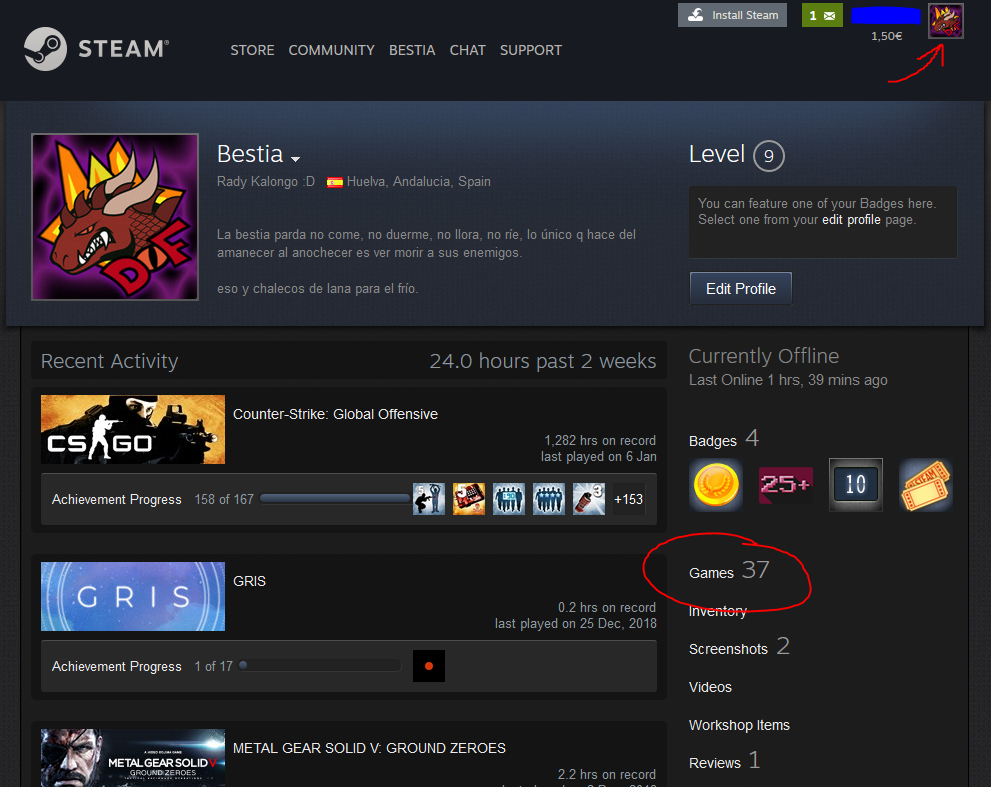 Install Steam
1
1,50€
STEAM®
STORE COMMUNITY BESTIA CHAT SUPPORT
DVF
Bestia
Rady Kalongo :D Huelva, Andalucia, Spain
La bestia parda no come, no duerme, no llora, no ríe, lo único q hace del
amanecer al anochecer es ver morir a sus enemigos.
eso y chalecos de lana para el frío.
Level 9
You can feature one of your Badges here.
Select one from your edit profile page.
Edit Profile
Recent Activity 24.0 hours past 2 weeks
CS GO
Counter-Strike: Global Offensive
1,282 hrs on record
last played on 6 Jan
Achievement Progress 158 of 167 +153
GRIS
GRIS
0.2 hrs on record
last played on 25 Dec, 2018
Achievement Progress 1 of 17
A HIDEO KOJIMA GAME
METAL GEAR SOLID V:
GROUND ZEROES
METAL GEAR SOLID V: GROUND ZEROES
2.2 hrs on record
Currently Offline
Last Online 1 hrs, 39 mins ago
Badges 4
25+
10
Games 37
Inventory
Screenshots 2
Videos
Workshop Items
Reviews 1